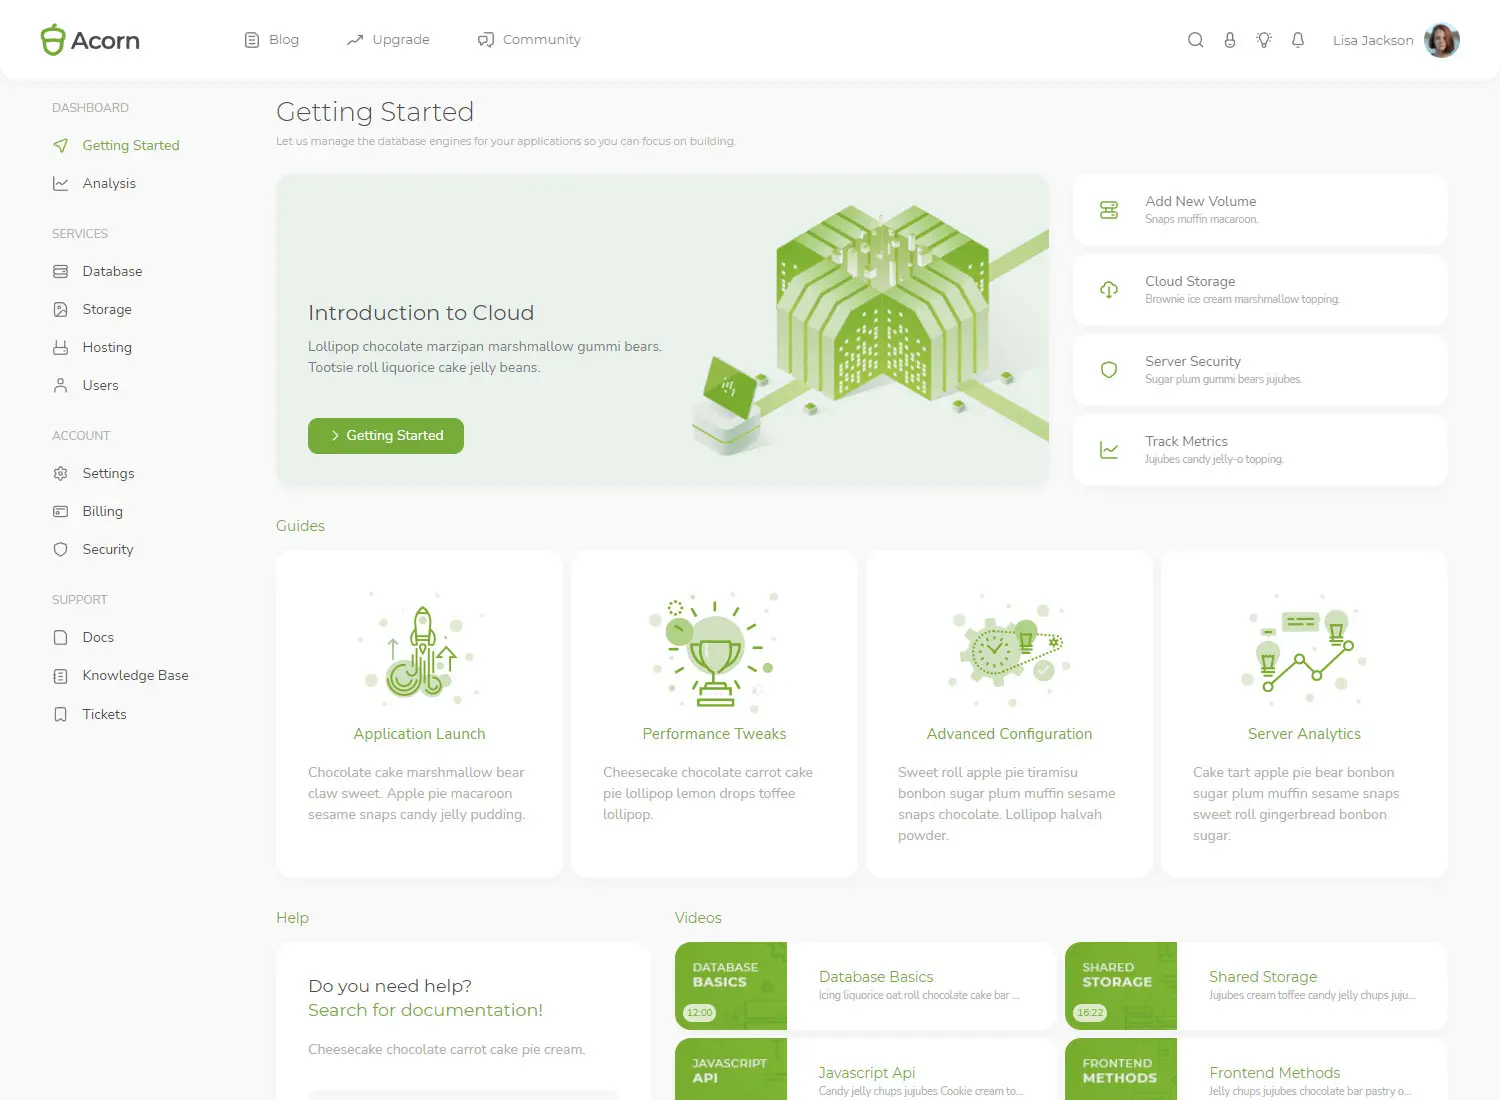 Acorn
Blog
Upgrade
Community
Lisa Jackson
DASHBOARD
Getting Started
Analysis
SERVICES
Database
Storage
Hosting
Users
ACCOUNT
Settings
Billing
Security
SUPPORT
Docs
Knowledge Base
Tickets
Getting Started
Let us manage the database engines for your applications so you can focus on building.
Introduction to Cloud
Lollipop chocolate marzipan marshmallow gummi bears.
Tootsie roll liquorice cake jelly beans.
Getting Started
Add New Volume
Snaps muffin macaroon.
Cloud Storage
Brownie ice cream marshmallow topping.
Server Security
Sugar plum gummi bears jujubes.
Track Metrics
Jujubes candy jelly-o topping.
Guides
Application Launch
Chocolate cake marshmallow bear
claw sweet. Apple pie macaroon
sesame snaps candy jelly pudding.
Performance Tweaks
Cheesecake chocolate carrot cake
pie lollipop lemon drops toffee
lollipop.
Advanced Configuration
Sweet roll apple pie tiramisu
bonbon sugar plum muffin sesame
snaps chocolate. Lollipop halvah
powder.
Server Analytics
Cake tart apple pie bear bonbon
sugar plum muffin sesame snaps
sweet roll gingerbread bonbon
sugar.
Help
Do you need help?
Search for documentation!
Cheesecake chocolate carrot cake pie cream.
Videos
DATABASE
BASICS
12:00
Database Basics
Icing liquorice oat roll chocolate cake bar ...
SHARED
STORAGE
16:22
Shared Storage
Jujubes cream toffee candy jelly chups juju...
JAVASCRIPT
API
Javascript Api
Candy jelly chups jujubes Cookie cream to...
FRONTEND
METHODS
Frontend Methods
Jelly chups jujubes chocolate bar pastry o...